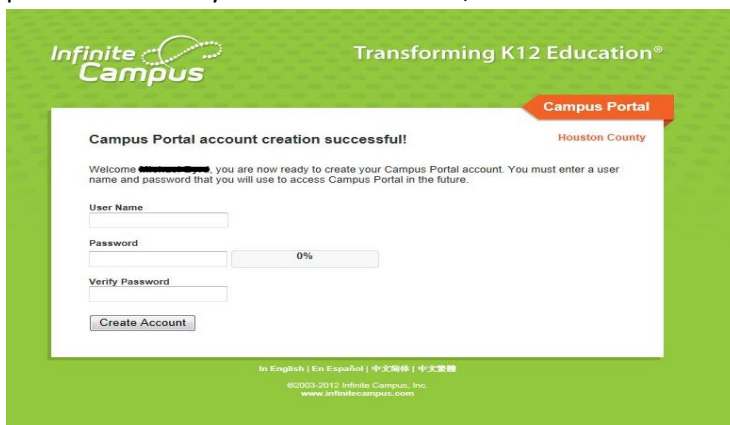 Infinite
Campus
Transforming K12 Education®
Campus Portal
Campus Portal account creation successful!
Houston County
Welcome , you are now ready to create your Campus Portal account. You must enter a user
name and password that you will use to access Campus Portal in the future.
User Name
Password
0%
Verify Password
Create Account
In English | En Español | 中文简体 | 中文繁體
©2003-2012 Infinite Campus, Inc.
www.infinitecampus.com